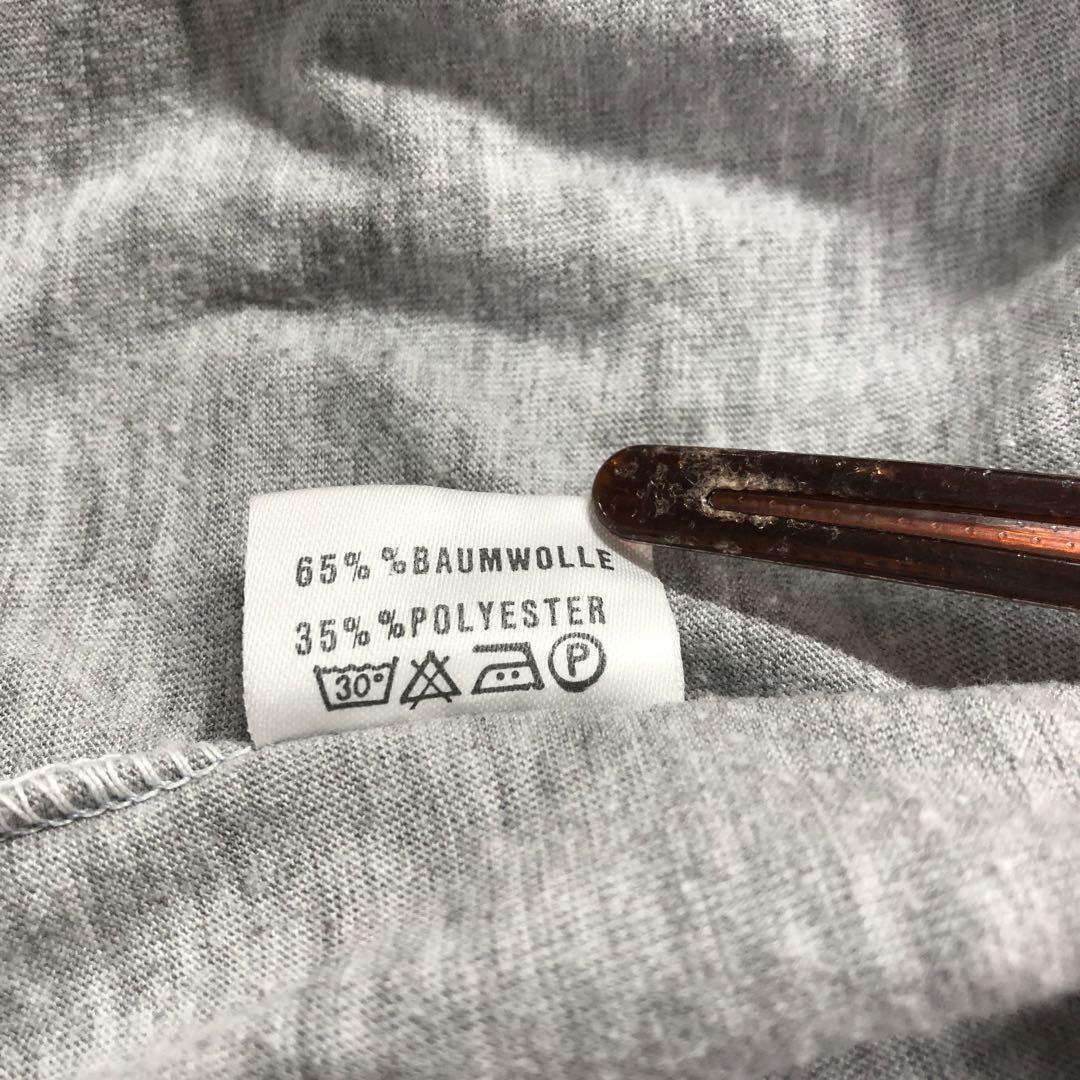 65% %BAUMWOLLE
35% %POLYESTER
30° P